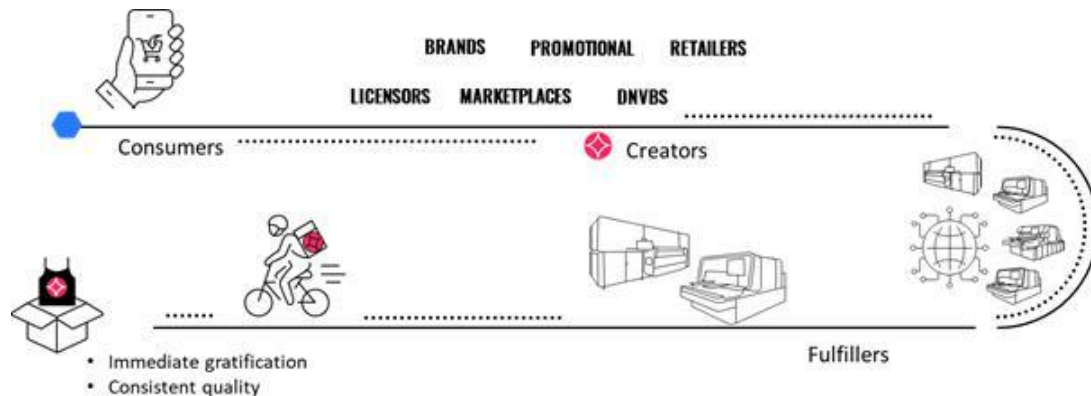 BRANDS PROMOTIONAL RETAILERS
LICENSORS MARKETPLACES DNVBS
Consumers Creators
Fulfillers
• Immediate gratification
• Consistent quality